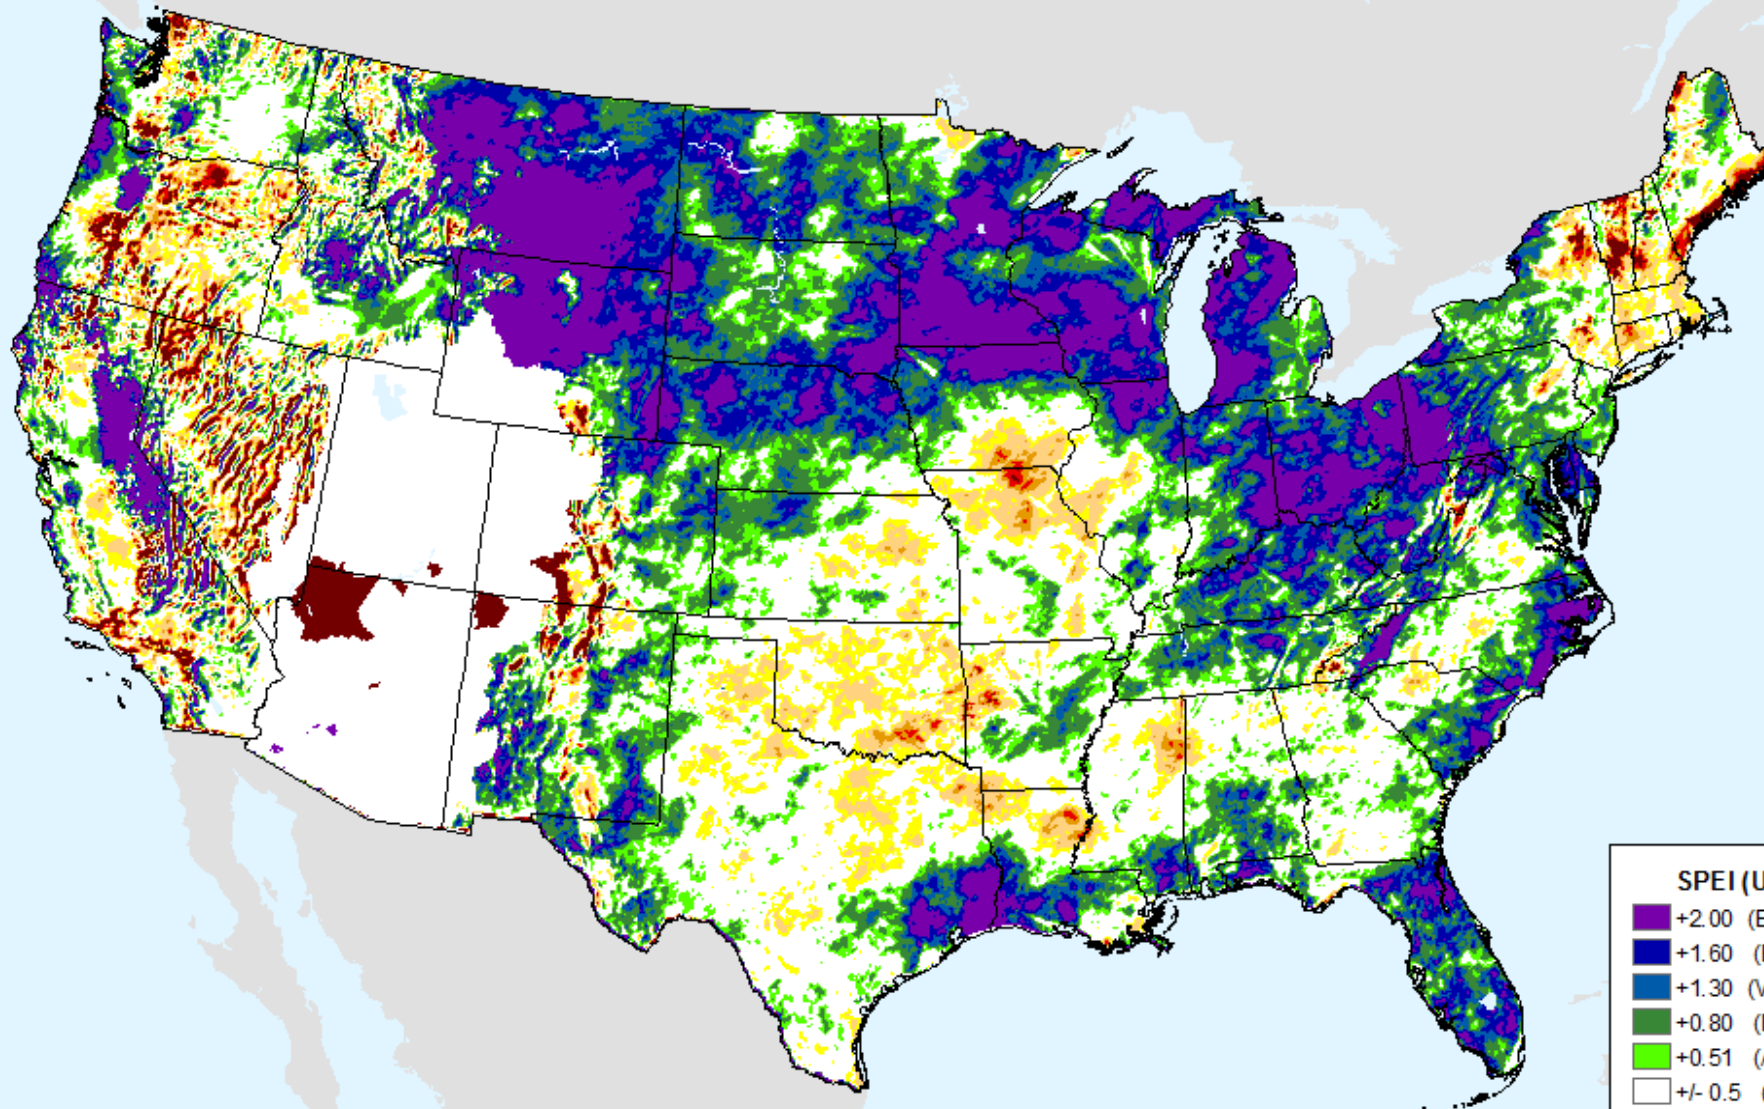 SPEI (U
+2.00 (E
+1.60 (
+1.30 (V
+0.80 (
+0.51 (
+/- 0.5 (